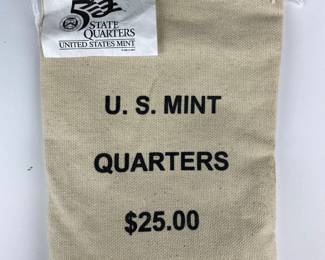 50
STATE
QUARTERS
UNITED STATES MINT
U. S. MINT
QUARTERS
$25.00